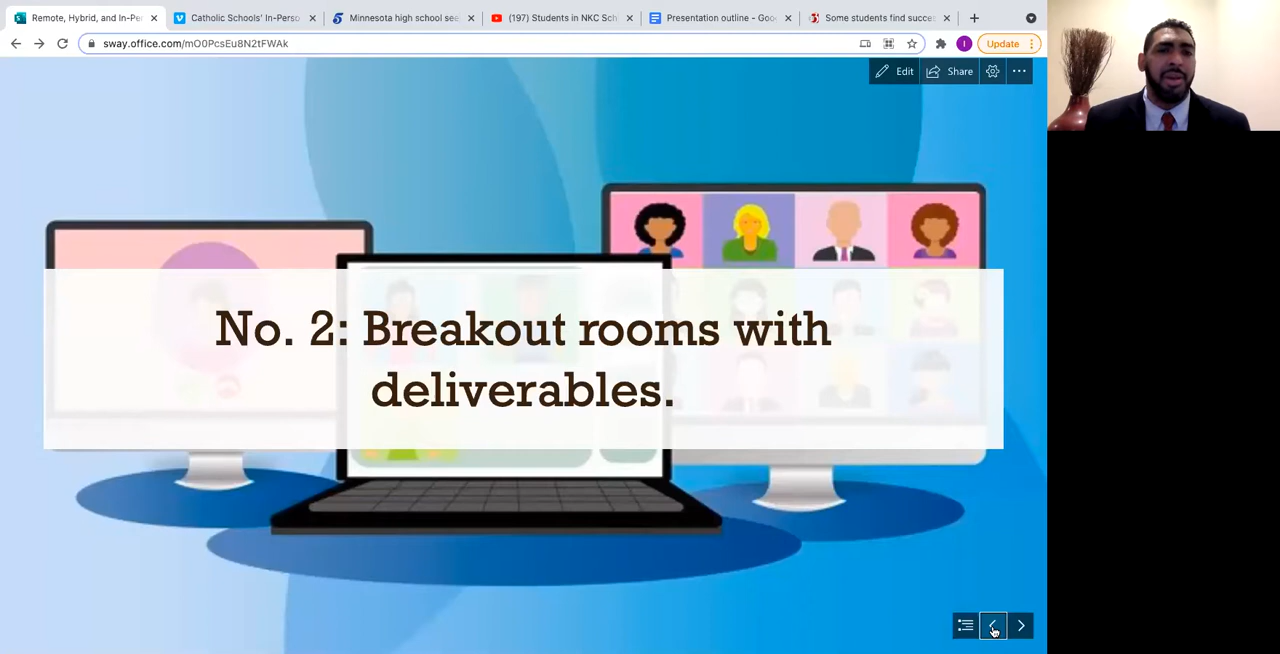 Remote, Hybrid, and In-Pe
Catholic Schools' In-Perso
Minnesota high school see
(197) Students in NKC Sch
Presentation outline - Goo
Some students find succe
sway.office.com/mO0PcsEu8N2tFWAk
I
Update
Edit
Share
No. 2: Breakout rooms with
deliverables.